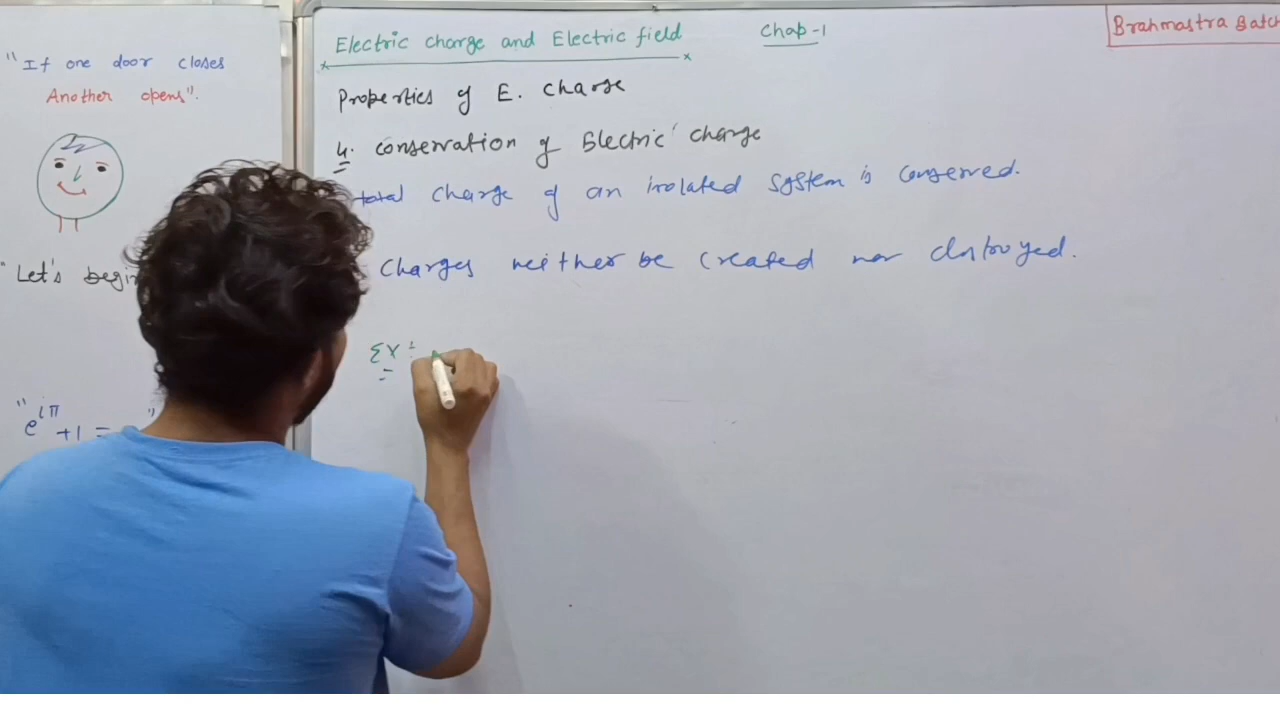 "If one door closes
Another opens".
"Let's begin
"e^iπ +1 = "
Electric charge and Electric field
Chap-1
Brahmastra Batch
Properties of E. charge
4. conservation of Electric charge
total charge of an isolated system is conserved.
Charges neither be created nor destroyed.
Ex: